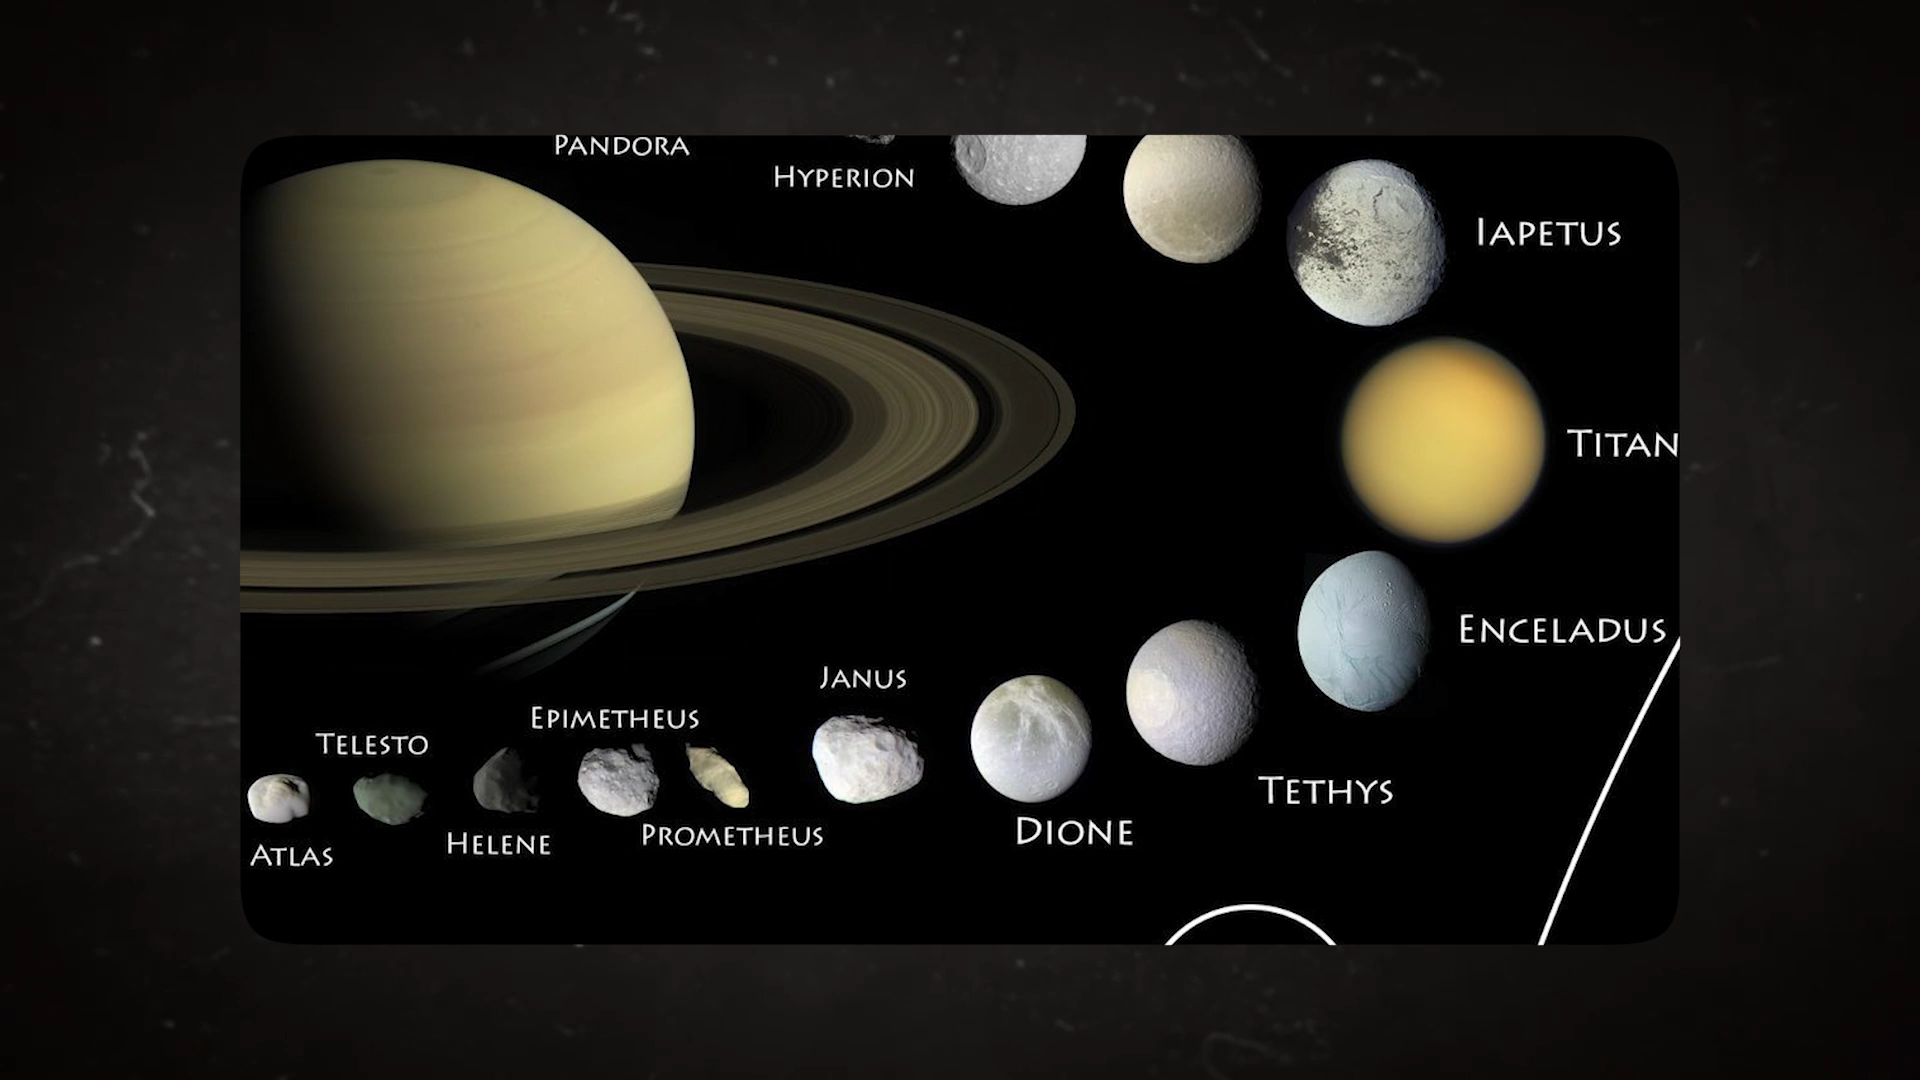 PANDORA
HYPERION
IAPETUS
TITAN
ENCELADUS
JANUS
EPIMETHEUS
TELESTO
TETHYS
DIONE
PROMETHEUS
HELENE
ATLAS